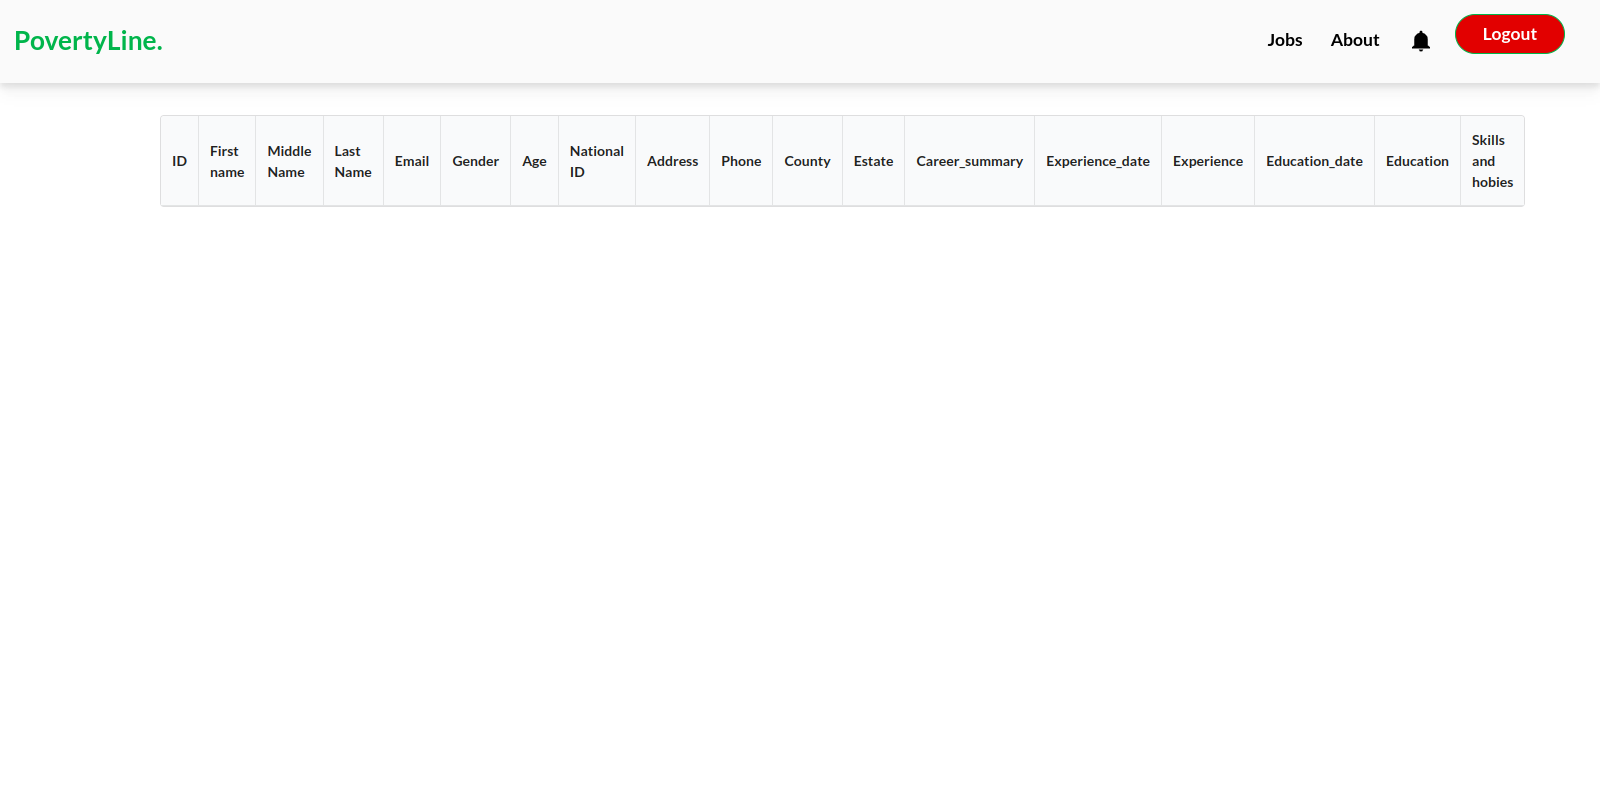 PovertyLine.
Jobs
About
Logout
ID
First
name
Middle
Name
Last
Name
Email
Gender
Age
National
ID
Address
Phone
County
Estate
Career_summary
Experience_date
Experience
Education_date
Education
Skills
and
hobies